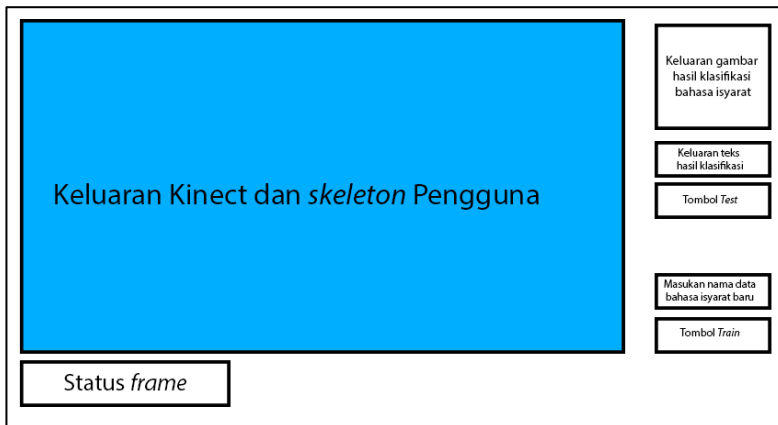 Keluaran Kinect dan skeleton Pengguna
Status frame
Keluaran gambar
hasil klasifikasi
bahasa isyarat
Keluaran teks
hasil klasifikasi
Tombol Test
Masukan nama data
bahasa isyarat baru
Tombol Train